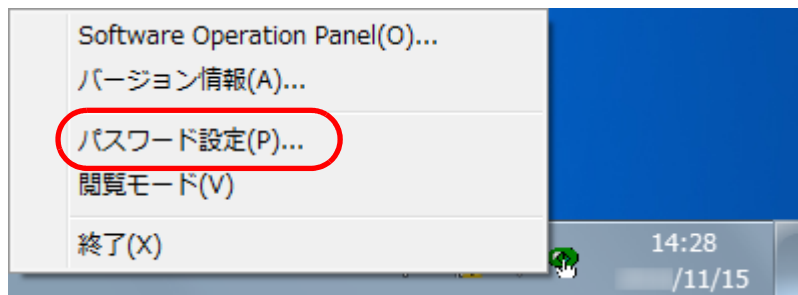 Software Operation Panel(O)...
バージョン情報(A)...
パスワード設定(P)...
閲覧モード(V)
終了(X)
14:28
/11/15